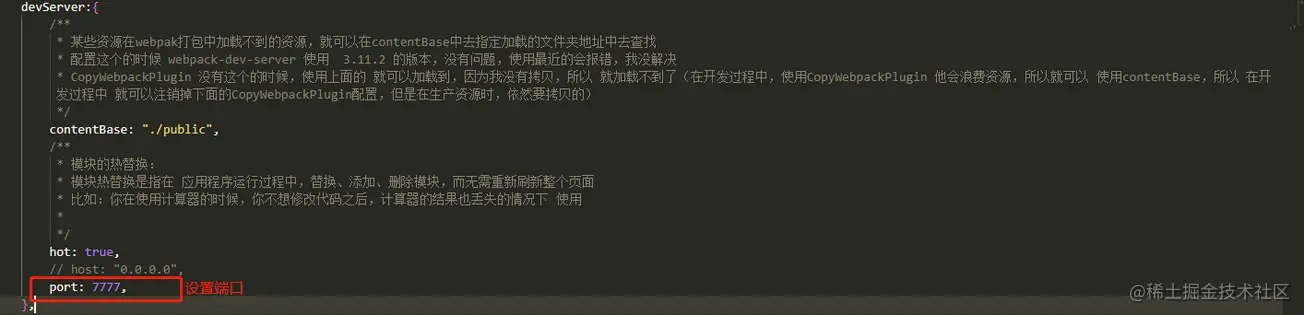 devServer:{
/**
* 某些资源在webpak打包中加载不到的资源，就可以在contentBase中去指定加载的文件夹地址中去查找
* 配置这个的时候 webpack-dev-server 使用  3.11.2 的版本，没有问题，使用最近的会报错，我没解决
* CopyWebpackPlugin 没有这个的时候，使用上面的 就可以加载到，因为我没有拷贝，所以 就加载不到了（在开发过程中，使用CopyWebpackPlugin 他会浪费资源，所以就可以 使用contentBase，所以 在开
发过程中 就可以注销掉下面的CopyWebpackPlugin配置，但是在生产资源时，依然要拷贝的）
*/
contentBase: "./public",
/**
* 模块的热替换：
* 模块热替换是指在 应用程序运行过程中，替换、添加、删除模块，而无需重新刷新整个页面
* 比如：你在使用计算器的时候，你不想修改代码之后，计算器的结果也丢失的情况下 使用
*
*/
hot: true,
// host: "0.0.0.0",
port: 7777, 设置端口
},
@稀土掘金技术社区